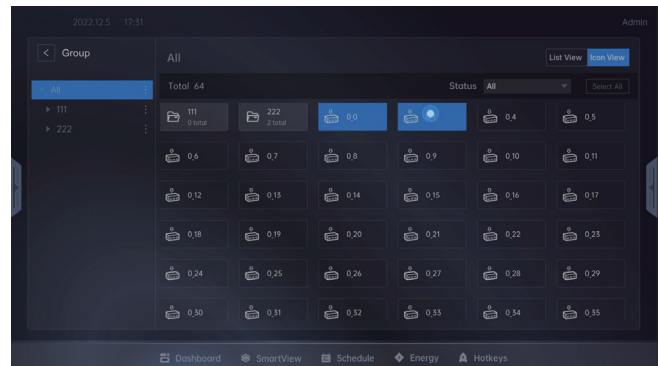 2022.12.5 17:31 Admin
< Group
All
List View Icon View
All
Total 64 Status All Select All
111
0 total
222
2 total
0_0
0_4
0_5
111
222
0_6 0_7 0_8 0_9 0_10 0_11
0_12 0_13 0_14 0_15 0_16 0_17
0_18 0_19 0_20 0_21 0_22 0_23
0_24 0_25 0_26 0_27 0_28 0_29
0_30 0_31 0_32 0_33 0_34 0_35
Dashboard SmartView Schedule Energy Hotkeys